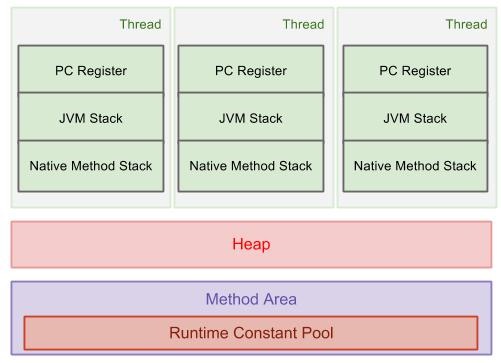 Thread
PC Register
JVM Stack
Native Method Stack
Thread
PC Register
JVM Stack
Native Method Stack
Thread
PC Register
JVM Stack
Native Method Stack
Heap
Method Area
Runtime Constant Pool